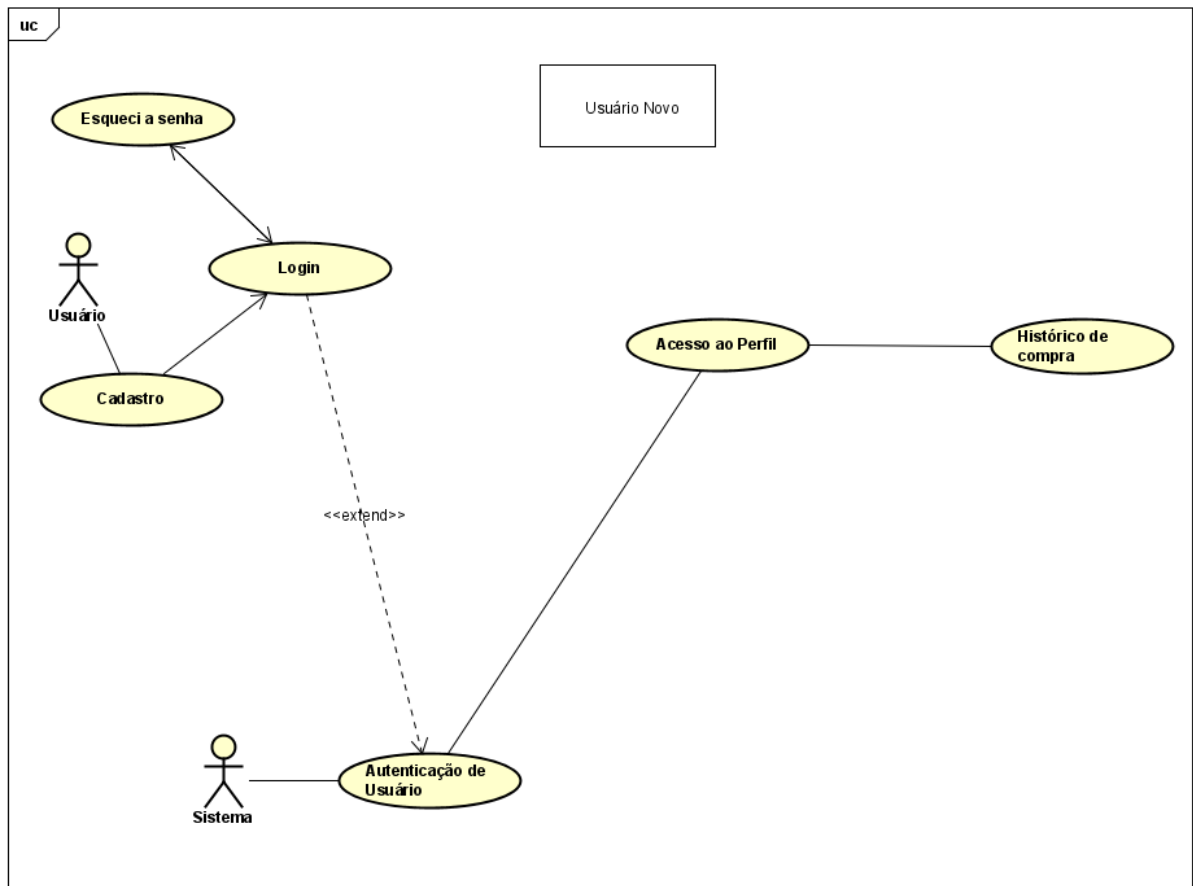 uc
Usuário Novo
Esqueci a senha
Login
Usuário
Cadastro
Acesso ao Perfil
Histórico de
compra
<<extend>>
Autenticação de
Usuário
Sistema